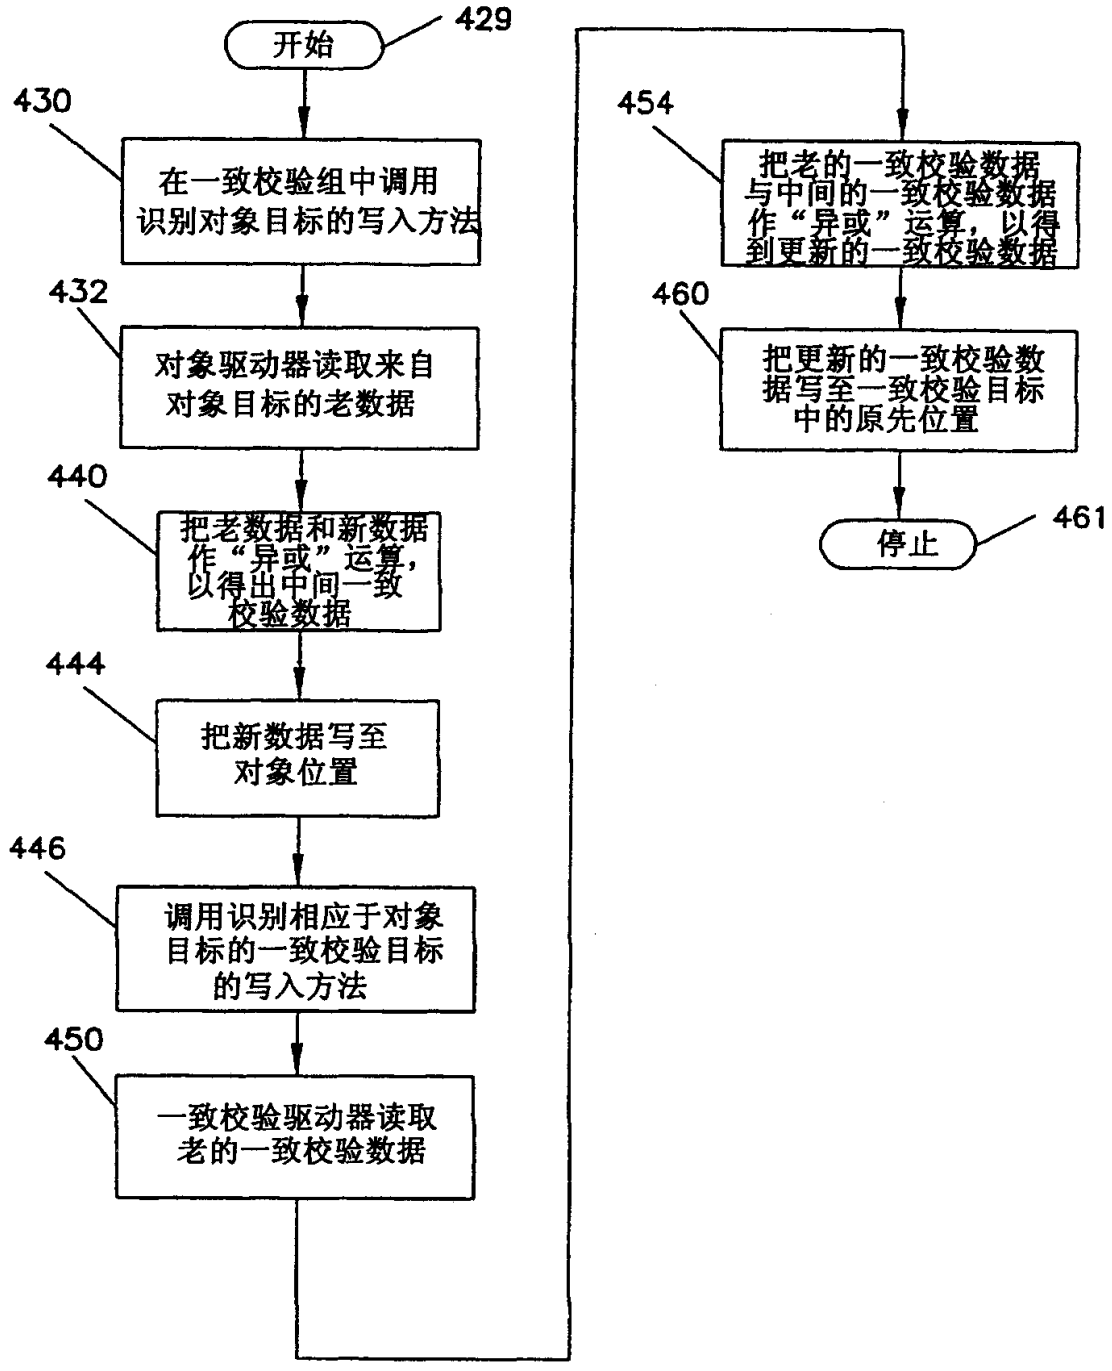 429
开始
430
在一致校验组中调用
识别对象目标的写入方法
432
对象驱动器读取来自
对象目标的老数据
440
把老数据和新数据
作“异或”运算，
以得出中间一致
校验数据
444
把新数据写至
对象位置
446
调用识别相应于对象
目标的一致校验目标
的写入方法
450
一致校验驱动器读取
老的一致校验数据
454
把老的一致校验数据
与中间的一致校验数据
作“异或”运算，以得
到更新的一致校验数据
460
把更新的一致校验数
据写至一致校验目标
中的原先位置
461
停止